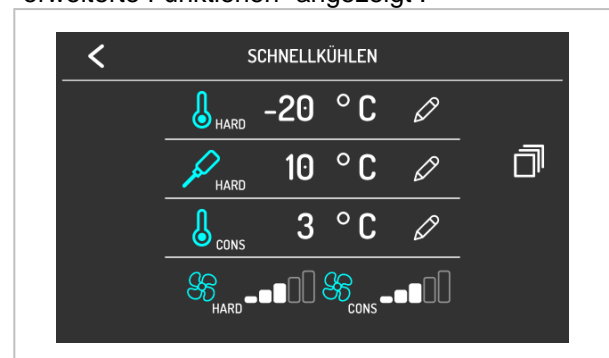 erweiterte Funktionen" angezeigt .
SCHNELLKÜHLEN
HARD -20 °C
HARD 10 °C
CONS 3 °C
HARD CONS